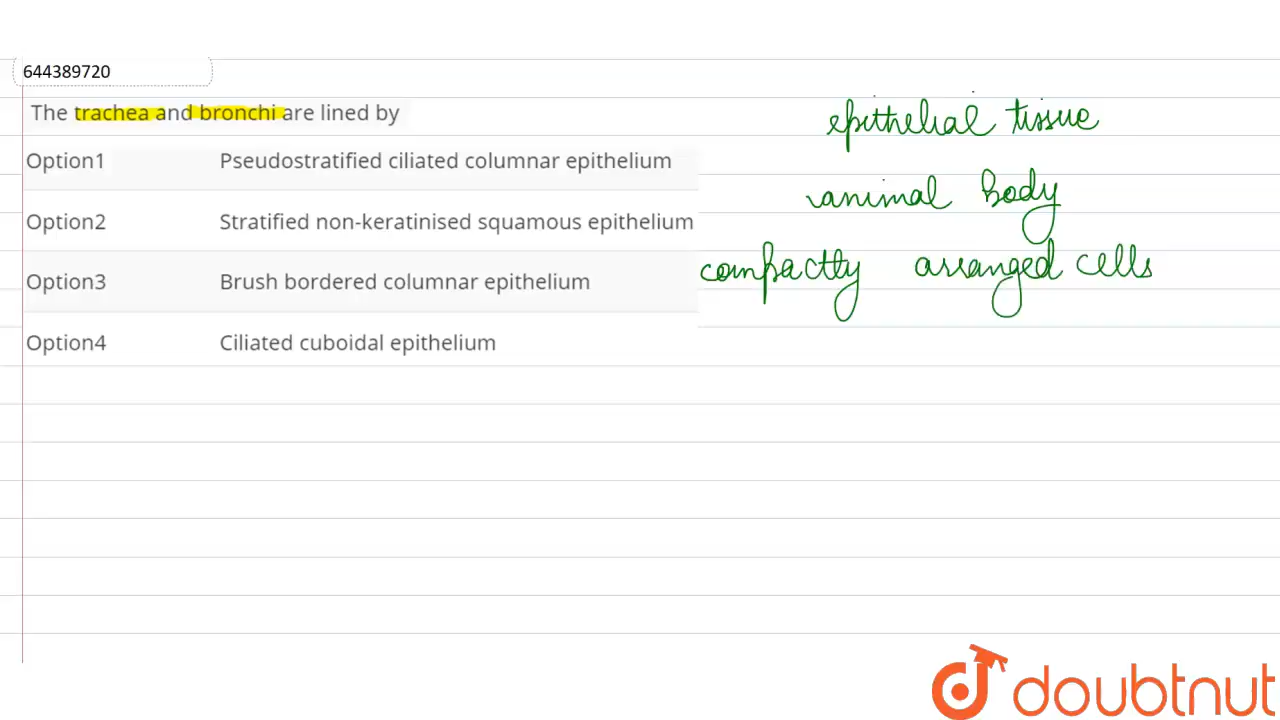 644389720
The trachea and bronchi are lined by
Option1 Pseudostratified ciliated columnar epithelium
Option2 Stratified non-keratinised squamous epithelium
Option3 Brush bordered columnar epithelium
Option4 Ciliated cuboidal epithelium
epithelial tissue
animal body
compactly arranged cells
doubtnut